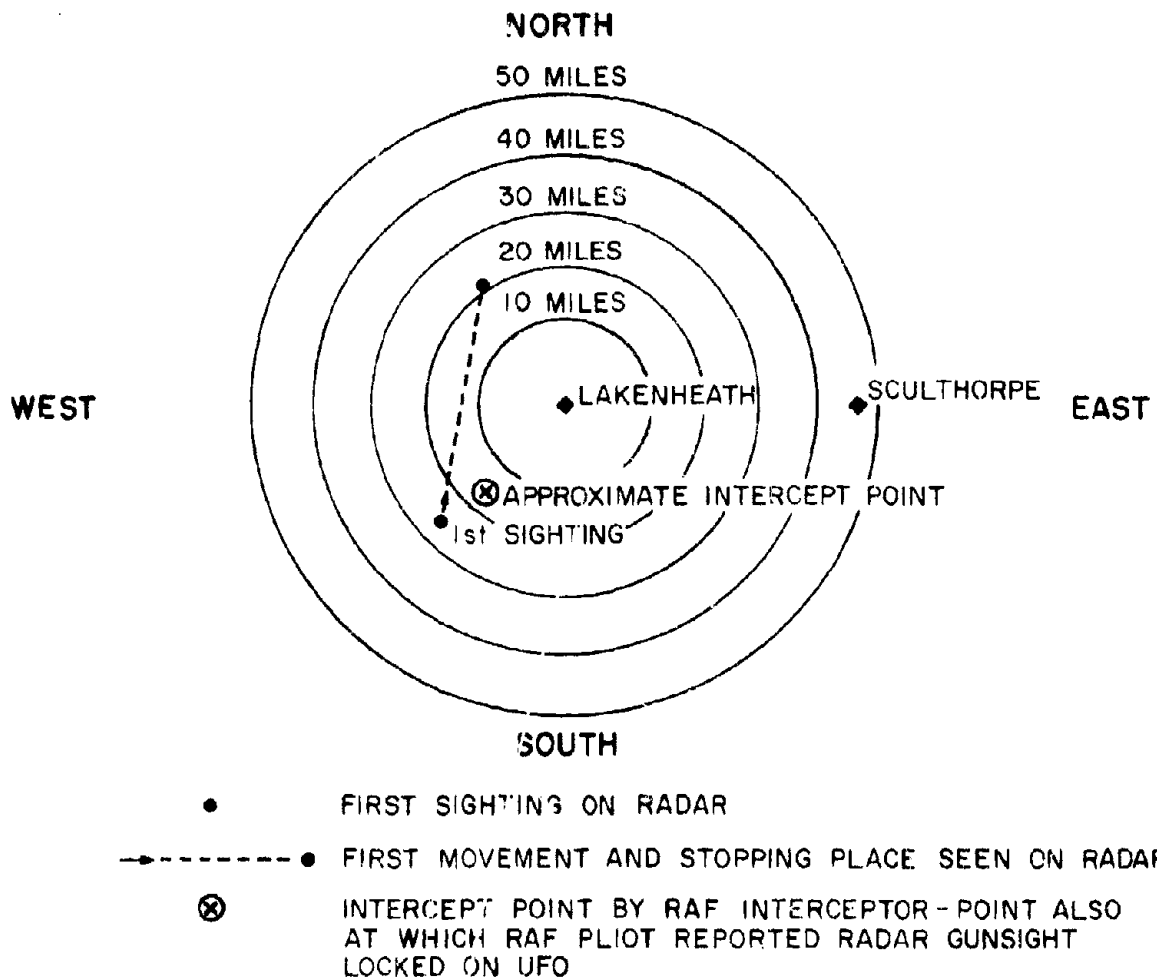 NORTH
50 MILES
40 MILES
30 MILES
20 MILES
10 MILES
WEST
LAKENHEATH
SCULTHORPE
EAST
APPROXIMATE INTERCEPT POINT
1st SIGHTING
SOUTH
FIRST SIGHTING ON RADAR
FIRST MOVEMENT AND STOPPING PLACE SEEN ON RADAR
INTERCEPT POINT BY RAF INTERCEPTOR-POINT ALSO
AT WHICH RAF PLIOT REPORTED RADAR GUNSIGHT
LOCKED ON UFO